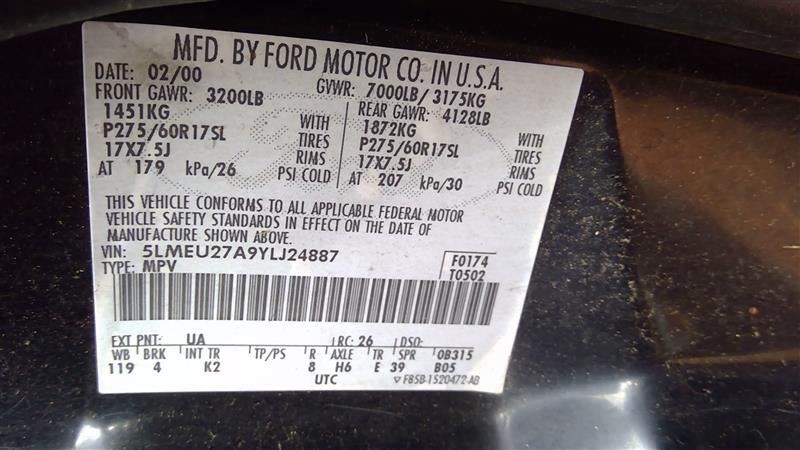 MFD. BY FORD MOTOR CO. IN U.S.A.
DATE: 02/00 GVWR: 7000LB/ 3175KG
FRONT GAWR: 3200LB REAR GAWR: 4128LB
1451KG WITH 1872KG WITH
P275/60R17SL TIRES P275/60R17SL TIRES
17X7.5J RIMS 17X7.5J RIMS
AT 179 kPa/26 PSI COLD AT 207 kPa/30 PSI COLD
THIS VEHICLE CONFORMS TO ALL APPLICABLE FEDERAL MOTOR
VEHICLE SAFETY STANDARDS IN EFFECT ON THE DATE OF
MANUFACTURE SHOWN ABOVE.
VIN: 5LMEU27A9YLJ24887 F0174
TYPE: MPV T0502
EXT PNT: UA RC: 26 DSO:
WB BRK INT TR TP/PS R AXLE TR SPR 0B315
119 4 K2 8 H6 E 39 B05
UTC F85B-1520472-AB